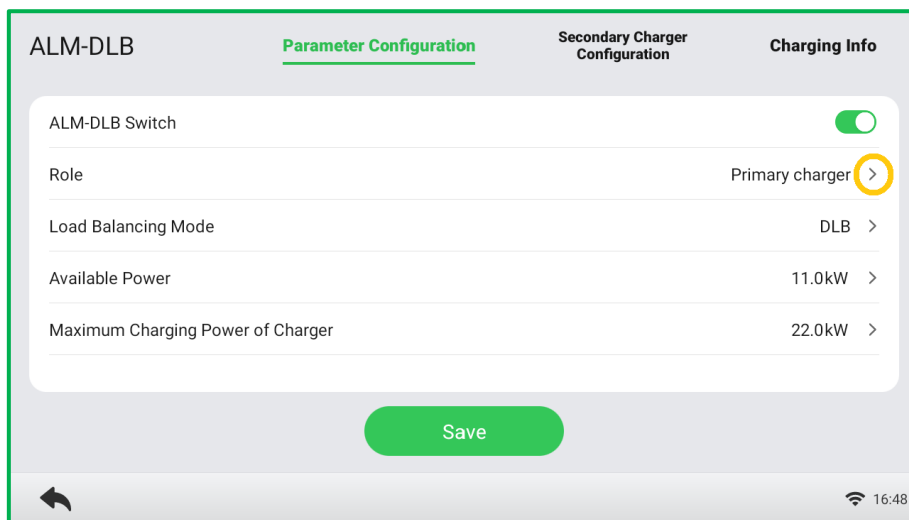 ALM-DLB
Parameter Configuration
Secondary Charger
Configuration
Charging Info
ALM-DLB Switch
Role
Primary charger
Load Balancing Mode
DLB
Available Power
11.0kW
Maximum Charging Power of Charger
22.0kW
Save
16:48